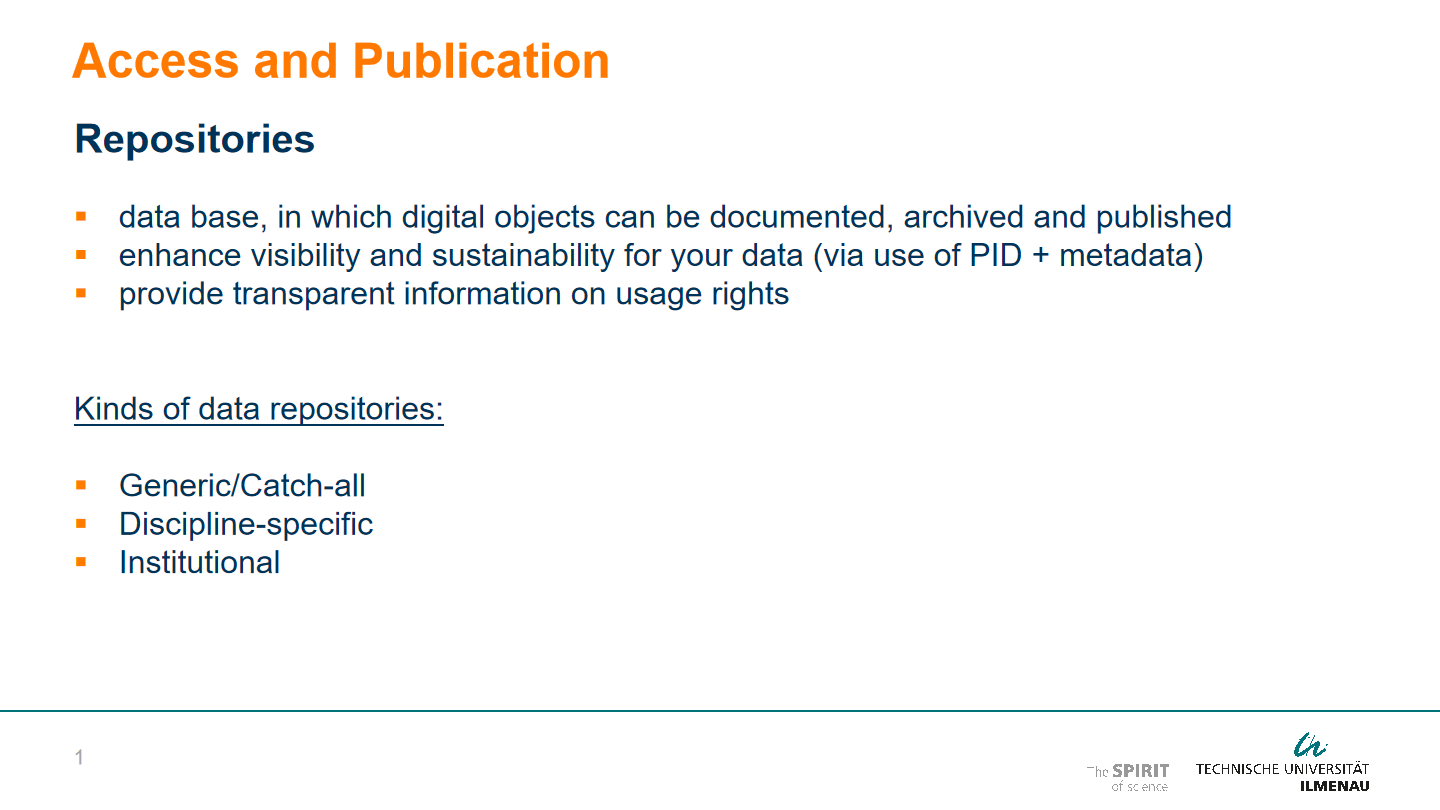 Access and Publication
Repositories
▪ data base, in which digital objects can be documented, archived and published
▪ enhance visibility and sustainability for your data (via use of PID + metadata)
▪ provide transparent information on usage rights
Kinds of data repositories:
▪ Generic/Catch-all
▪ Discipline-specific
▪ Institutional
1
The SPIRIT
of science
TECHNISCHE UNIVERSITÄT
ILMENAU